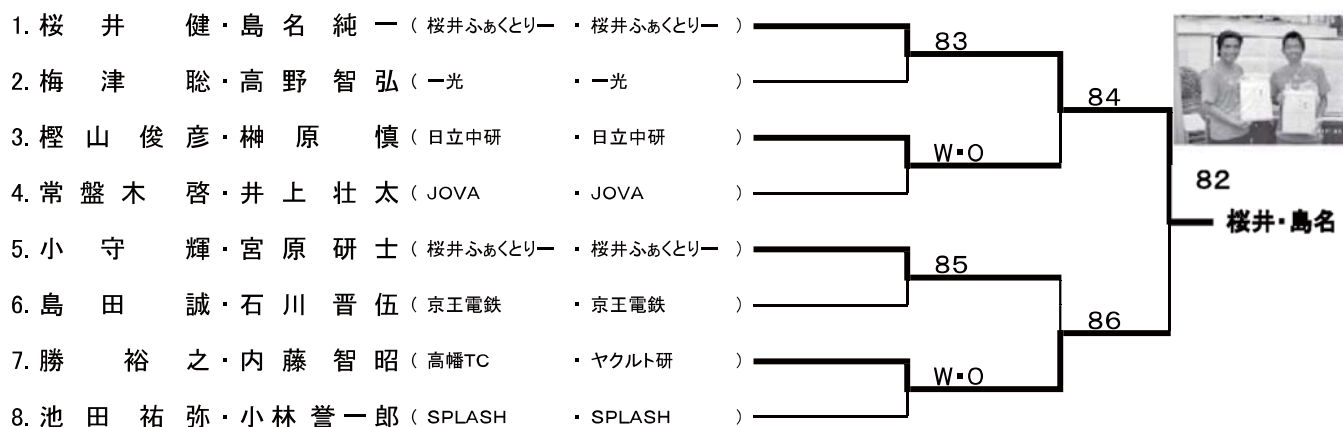 1. 桜井 健・島名純一 ( 桜井ふぁくとりー ・ 桜井ふぁくとりー )
83
2. 梅津 聡・高野智弘 ( 一光 ・ 一光 )
84
3. 樫山俊彦・榊原 慎 ( 日立中研 ・ 日立中研 )
W・O
82
4. 常盤木 啓・井上壮太 ( JOVA ・ JOVA )
桜井・島名
5. 小守 輝・宮原研士 ( 桜井ふぁくとりー ・ 桜井ふぁくとりー )
85
6. 島田 誠・石川晋伍 ( 京王電鉄 ・ 京王電鉄 )
86
7. 勝 裕之・内藤智昭 ( 高幡TC ・ ヤクルト研 )
W・O
8. 池田祐弥・小林誉一郎 ( SPLASH ・ SPLASH )